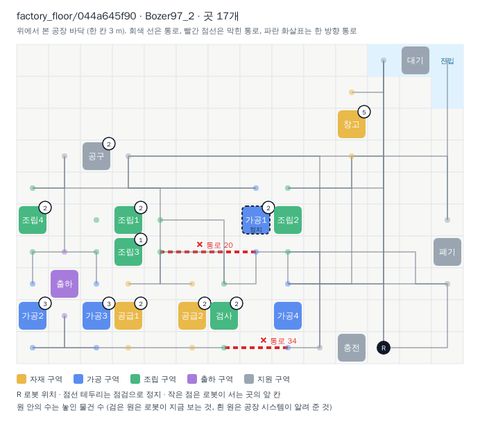 factory_floor/044a645f90 · Bozer97_2 · 곳 17개
위에서 본 공장 바닥 (한 칸 3 m). 회색 선은 통로, 빨간 점선은 막힌 통로, 파란 화살표는 한 방향 통로
대기
창고 5
공구 2
조립4 2
조립1 2
가공1 2
조립2
조립3 1
✕ 통로 20
폐기
출하
가공2 3
가공3 3
공급1 2
공급2 2
검사 2
가공4
✕ 통로 34
충전
R
자재 구역
가공 구역
조립 구역
출하 구역
지원 구역
R 로봇 위치 · 점선 테두리는 점검으로 정지 · 작은 점은 로봇이 서는 곳의 앞 칸
원 안의 수는 놓인 물건 수 (검은 원은 로봇이 지금 보는 것, 흰 원은 공장 시스템이 알려 준 것)